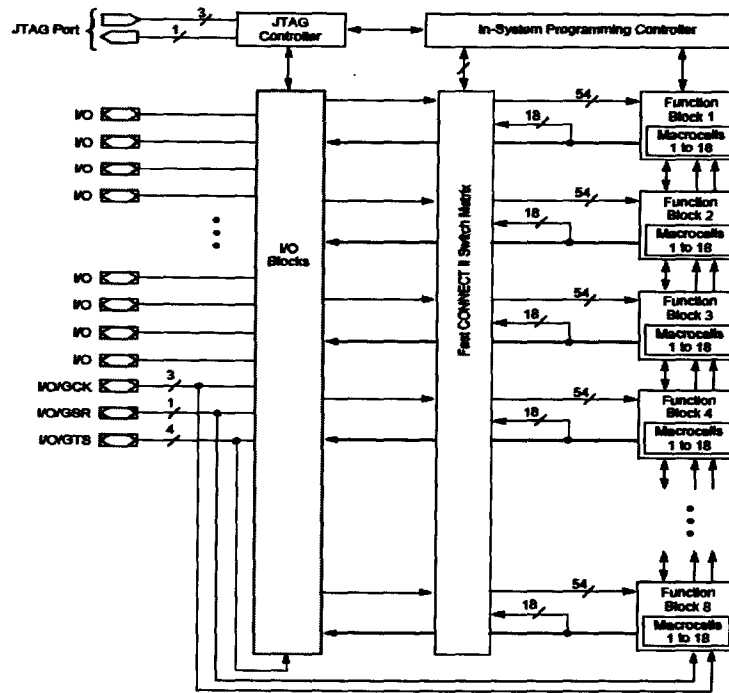 JTAG Port
3
1
JTAG
Controller
In-System Programming Controller
I/O
I/O
I/O
I/O
I/O
I/O
I/O
I/O
I/O/GCK
3
I/O/GSR
1
I/O/GTS
4
I/O
Blocks
Fast CONNECT II Switch Matrix
54
18
Function
Block 1
Macrocells
1 to 18
54
18
Function
Block 2
Macrocells
1 to 18
54
18
Function
Block 3
Macrocells
1 to 18
54
18
Function
Block 4
Macrocells
1 to 18
54
18
Function
Block 8
Macrocells
1 to 18